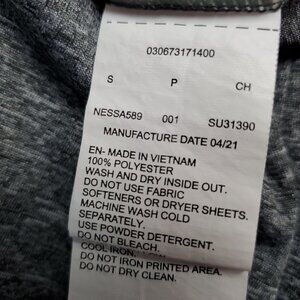 030673171400
S P CH
NESSA589 001 SU31390
MANUFACTURE DATE 04/21
EN- MADE IN VIETNAM
100% POLYESTER
WASH AND DRY INSIDE OUT.
DO NOT USE FABRIC
SOFTENERS OR DRYER SHEETS.
MACHINE WASH COLD
SEPARATELY.
USE POWDER DETERGENT.
DO NOT BLEACH.
COOL IRON.
DO NOT IRON PRINTED AREA.
DO NOT DRY CLEAN.